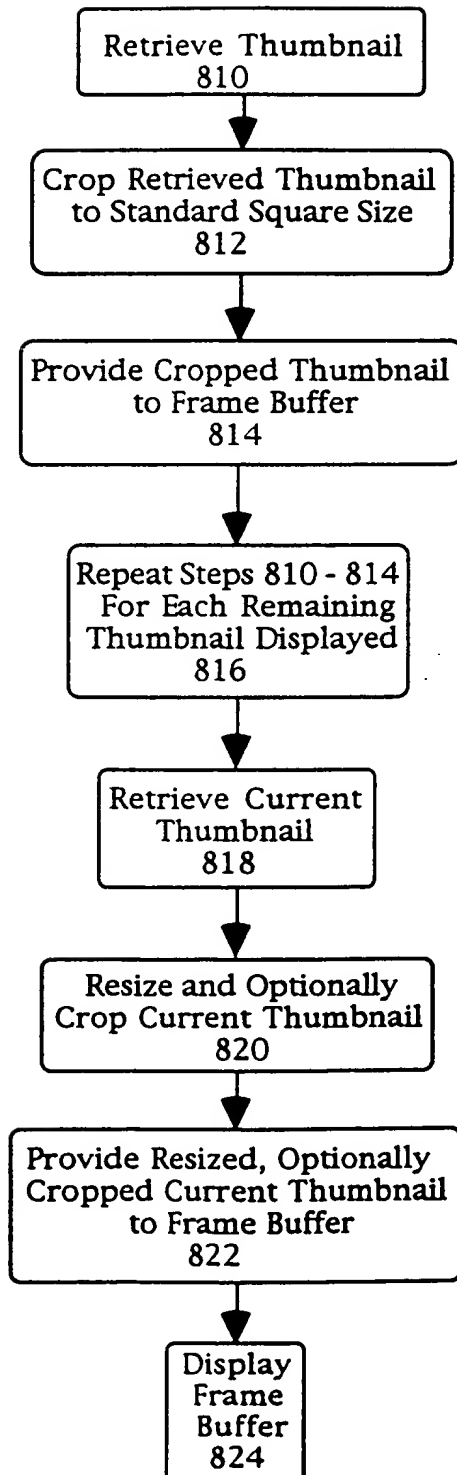 Retrieve Thumbnail
810
Crop Retrieved Thumbnail
to Standard Square Size
812
Provide Cropped Thumbnail
to Frame Buffer
814
Repeat Steps 810 - 814
For Each Remaining
Thumbnail Displayed
816
Retrieve Current
Thumbnail
818
Resize and Optionally
Crop Current Thumbnail
820
Provide Resized, Optionally
Cropped Current Thumbnail
to Frame Buffer
822
Display
Frame
Buffer
824